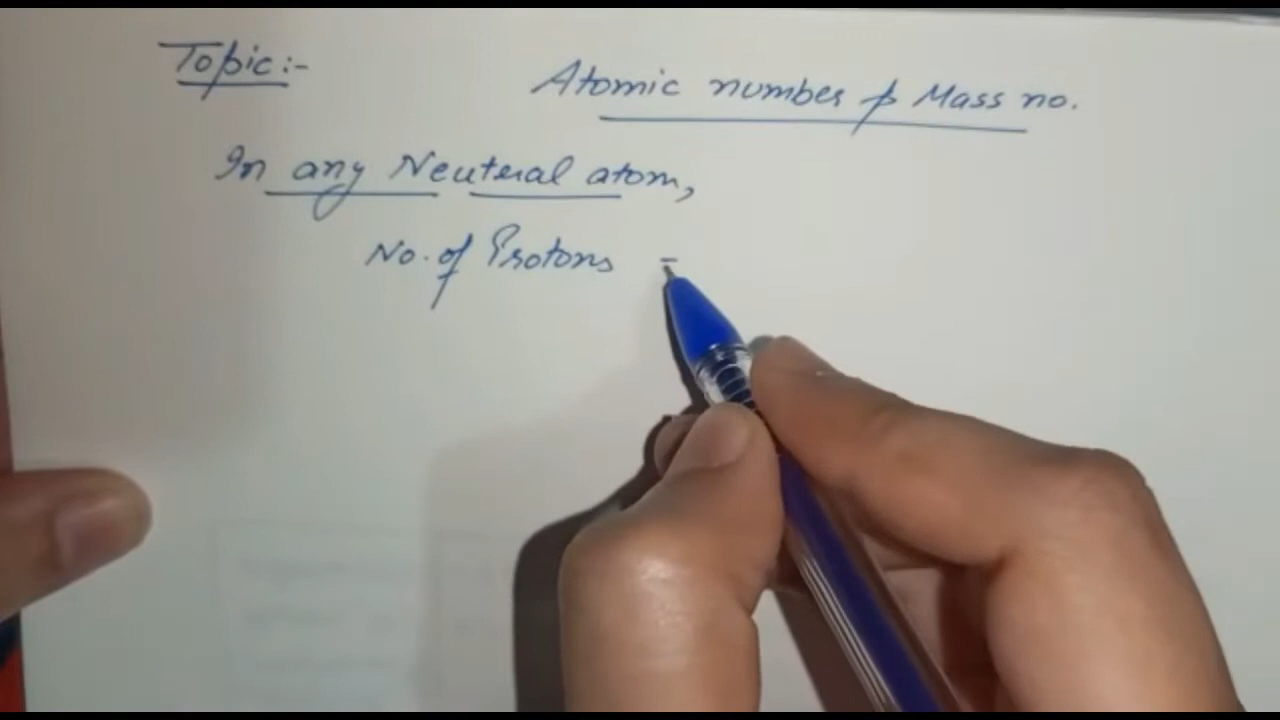 Topic:-
Atomic number & Mass no.
In any Neuteral atom,
No. of Protons =